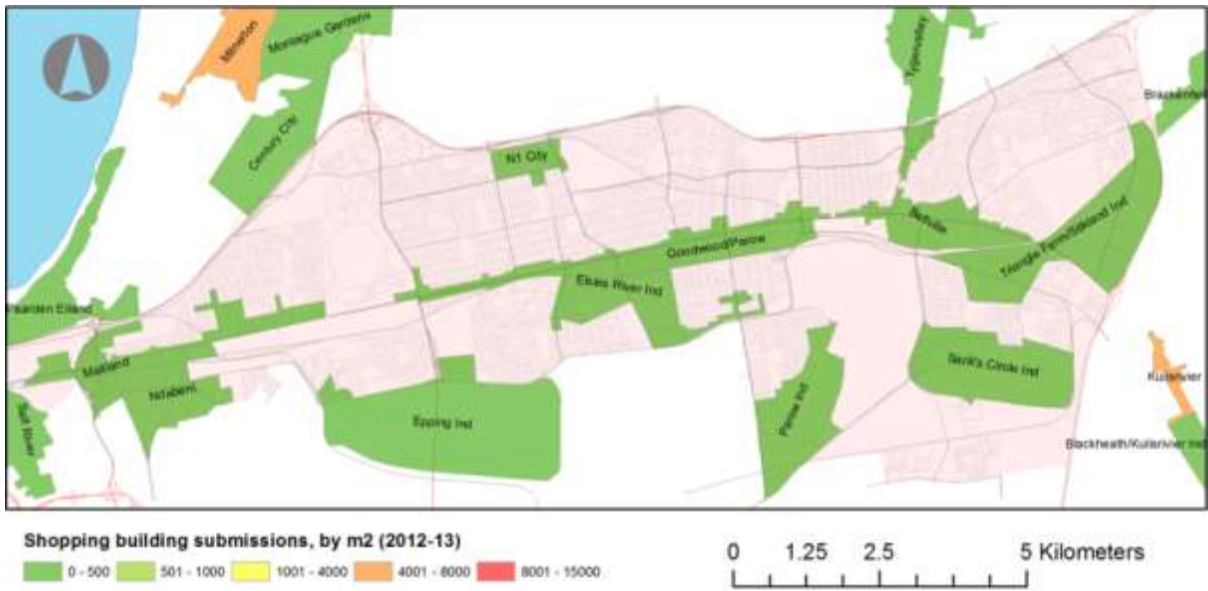 Milnerton
Montague Gardens
Tygervalley
Brackenfell
Century City
N1 City
Bellville
Goodwood/Parow
Triangle Farm/Stikland Ind
Elsies River Ind
Paarden Eiland
Maitland
Ndabeni
Salt River
Epping Ind
Parow Ind
Sack's Circle Ind
Kuilsrivier
Blackheath/Kuilsrivier Ind
Shopping building submissions, by m2 (2012-13)
0 - 500 501 - 1000 1001 - 4000 4001 - 8000 8001 - 15000
0 1.25 2.5 5 Kilometers